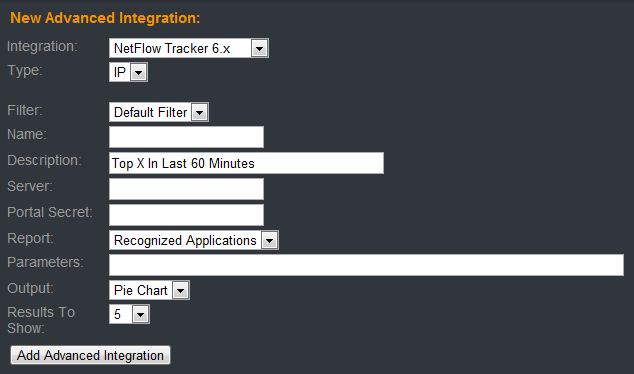 New Advanced Integration:
Integration: NetFlow Tracker 6.x
Type: IP
Filter: Default Filter
Name:
Description: Top X In Last 60 Minutes
Server:
Portal Secret:
Report: Recognized Applications
Parameters:
Output: Pie Chart
Results To
Show: 5
Add Advanced Integration